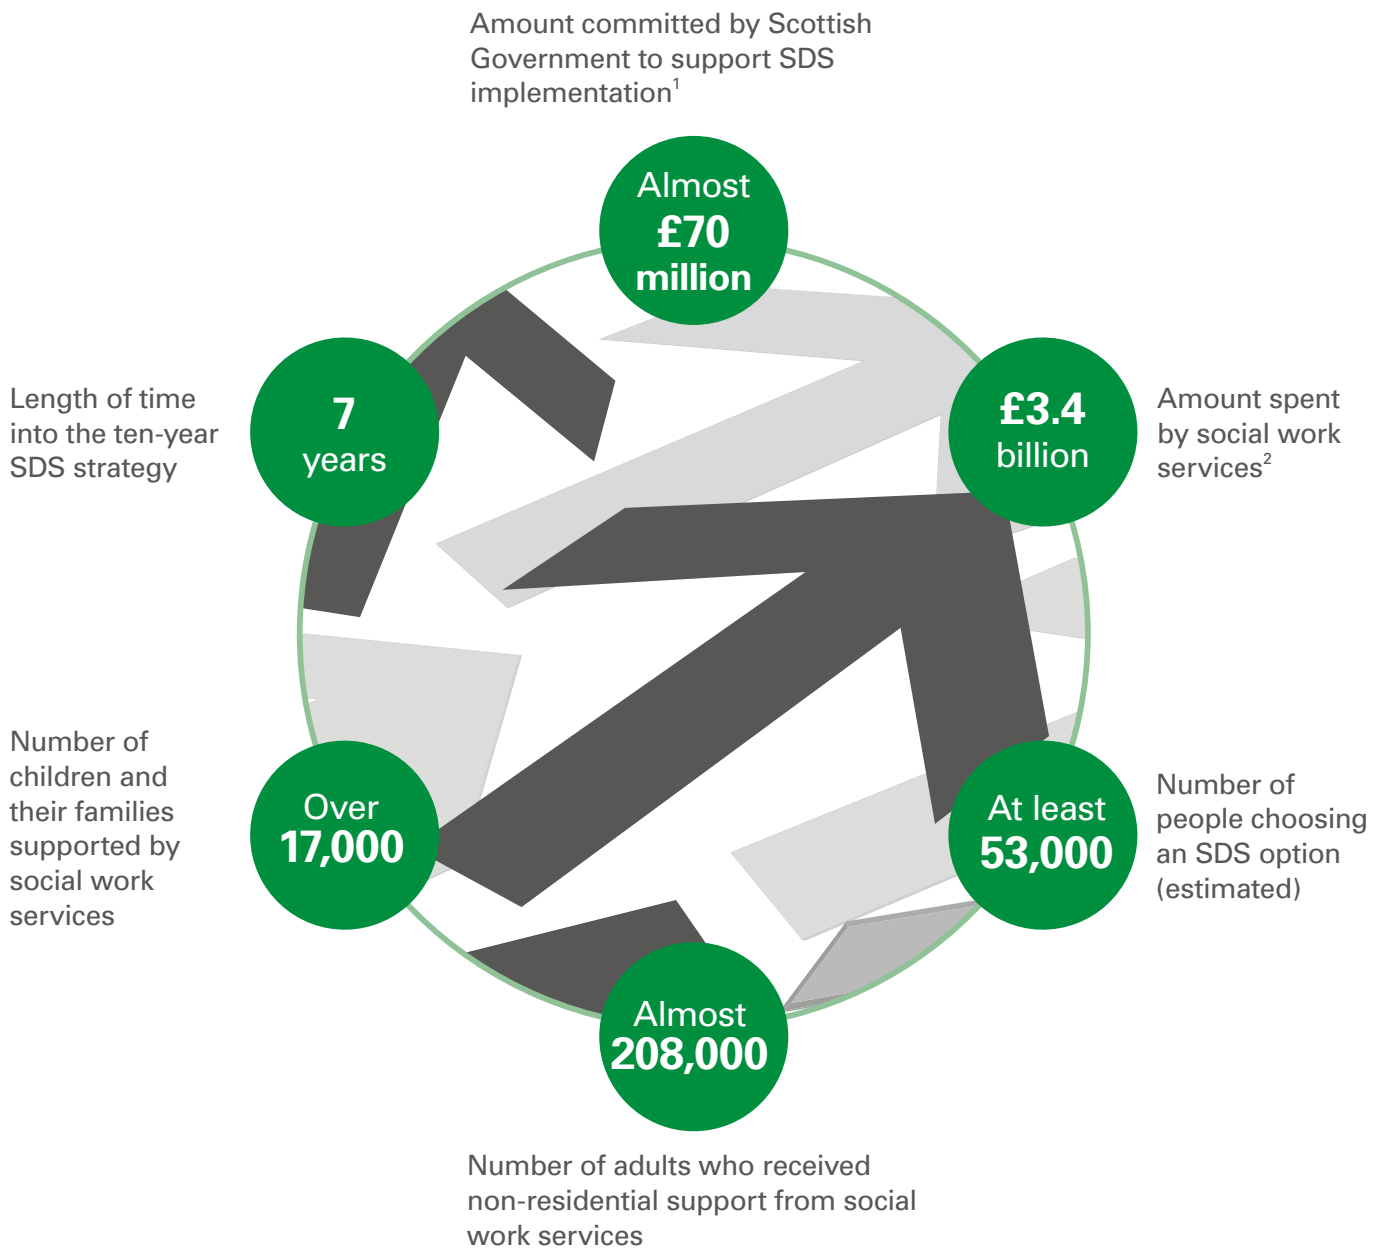 Amount committed by Scottish
Government to support SDS
implementation¹
Almost
£70
million
£3.4
billion
Amount spent
by social work
services²
At least
53,000
Number of
people choosing
an SDS option
(estimated)
Almost
208,000
Number of adults who received
non-residential support from social
work services
Over
17,000
Number of
children and
their families
supported by
social work
services
7
years
Length of time
into the ten-year
SDS strategy